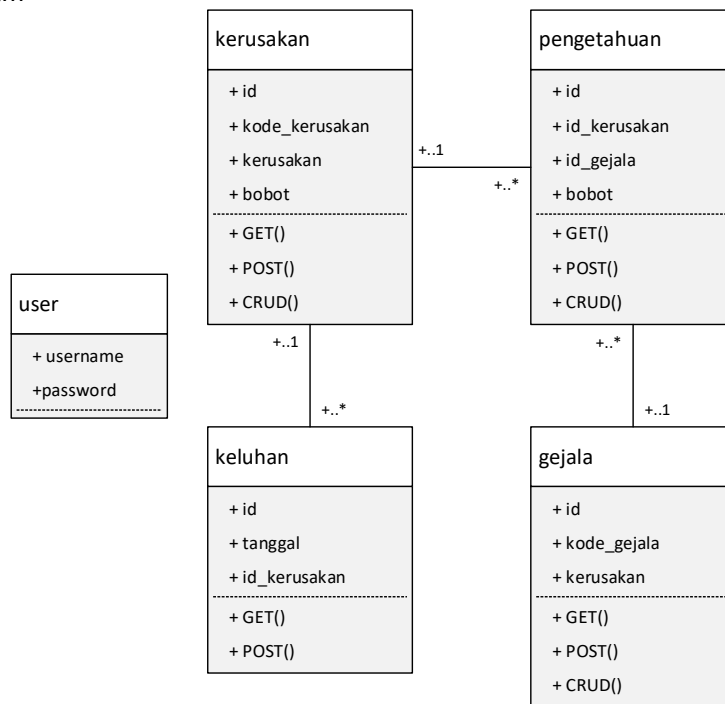 kerusakan
+ id
+ kode_kerusakan
+ kerusakan
+ bobot
+ GET()
+ POST()
+ CRUD()
pengetahuan
+ id
+ id_kerusakan
+ id_gejala
+ bobot
+ GET()
+ POST()
+ CRUD()
+..1
+..*
user
+ username
+password
+..1
+..*
+..*
+..1
keluhan
+ id
+ tanggal
+ id_kerusakan
+ GET()
+ POST()
gejala
+ id
+ kode_gejala
+ kerusakan
+ GET()
+ POST()
+ CRUD()